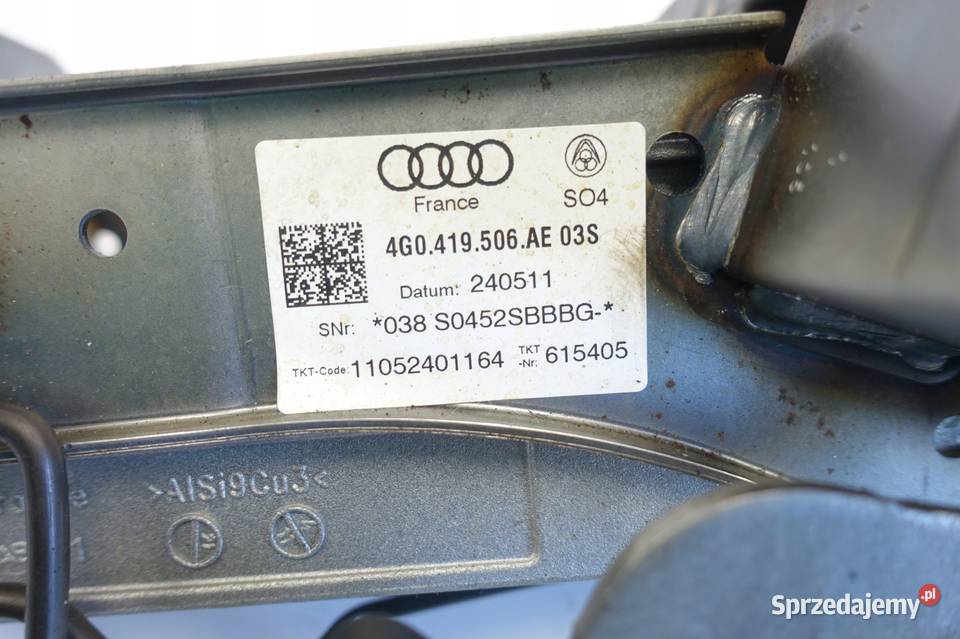 France
SO4
4G0.419.506.AE 03S
Datum: 240511
SNr: *038 S0452SBBBG-*
TKT-Code: 11052401164 TKT-Nr: 615405
>AlSi9Cu3<
Sprzedajemy.pl